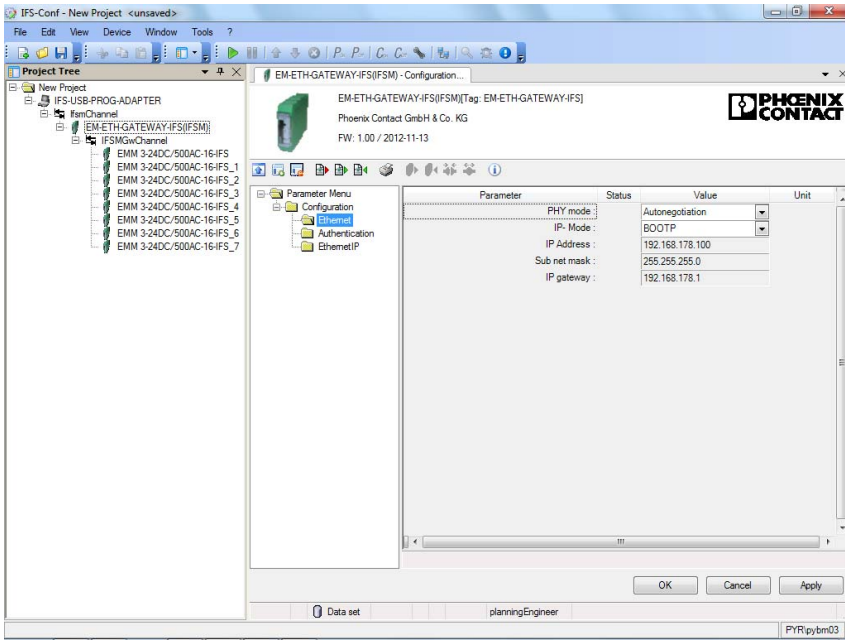 IFS-Conf - New Project <unsaved>
File Edit View Device Window Tools ?
Project Tree
New Project
IFS-USB-PROG-ADAPTER
IfsmChannel
EM-ETH-GATEWAY-IFS(IFSM)
IFSMGwChannel
EMM 3-24DC/500AC-16-IFS
EMM 3-24DC/500AC-16-IFS_1
EMM 3-24DC/500AC-16-IFS_2
EMM 3-24DC/500AC-16-IFS_3
EMM 3-24DC/500AC-16-IFS_4
EMM 3-24DC/500AC-16-IFS_5
EMM 3-24DC/500AC-16-IFS_6
EMM 3-24DC/500AC-16-IFS_7
EM-ETH-GATEWAY-IFS(IFSM) - Configuration...
EM-ETH-GATEWAY-IFS(IFSM)[Tag: EM-ETH-GATEWAY-IFS]
Phoenix Contact GmbH & Co. KG
FW: 1.00 / 2012-11-13
PHŒNIX
CONTACT
Parameter Menu
Configuration
Ethernet
Authentication
EthernetIP
Parameter Status Value Unit
PHY mode : Autonegotiation
IP- Mode : BOOTP
IP Address : 192.168.178.100
Sub net mask : 255.255.255.0
IP gateway : 192.168.178.1
OK Cancel Apply
Data set planningEngineer
PYR\pybm03